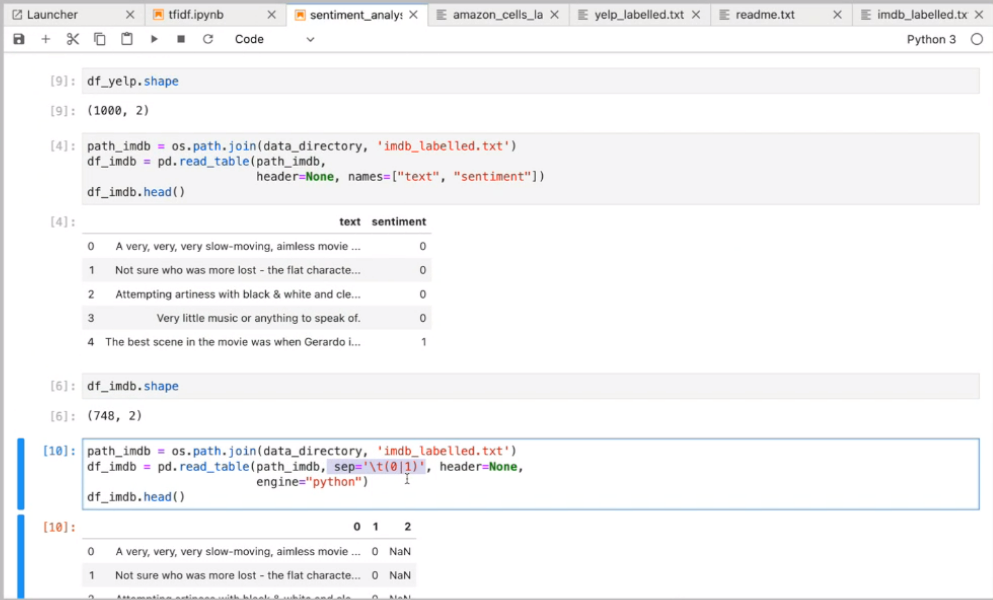 Launcher
tfidf.ipynb
sentiment_analys
amazon_cells_la
yelp_labelled.txt
readme.txt
imdb_labelled.tx
Code
Python 3
[9]: df_yelp.shape
[9]: (1000, 2)
[4]: path_imdb = os.path.join(data_directory, 'imdb_labelled.txt')
df_imdb = pd.read_table(path_imdb,
header=None, names=["text", "sentiment"])
df_imdb.head()
[4]: text sentiment
0 A very, very, very slow-moving, aimless movie ... 0
1 Not sure who was more lost - the flat characte... 0
2 Attempting artiness with black & white and cle... 0
3 Very little music or anything to speak of. 0
4 The best scene in the movie was when Gerardo i... 1
[6]: df_imdb.shape
[6]: (748, 2)
[10]: path_imdb = os.path.join(data_directory, 'imdb_labelled.txt')
df_imdb = pd.read_table(path_imdb, sep='\t(0|1)', header=None,
engine="python")
df_imdb.head()
[10]: 0 1 2
0 A very, very, very slow-moving, aimless movie ... 0 NaN
1 Not sure who was more lost - the flat characte... 0 NaN